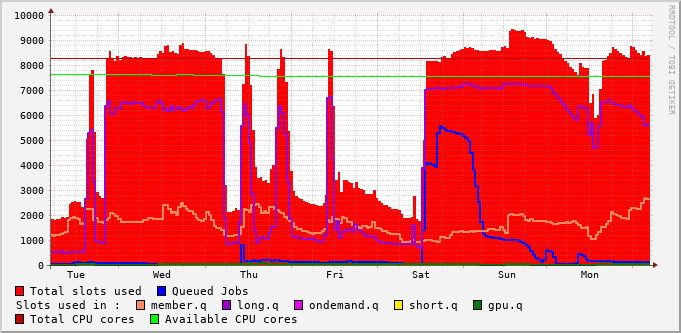 10000
9000
8000
7000
6000
5000
4000
3000
2000
1000
0
Tue Wed Thu Fri Sat Sun Mon
RRDTOOL / TOBI OETIKER
Total slots used Queued Jobs
Slots used in : member.q long.q ondemand.q short.q gpu.q
Total CPU cores Available CPU cores